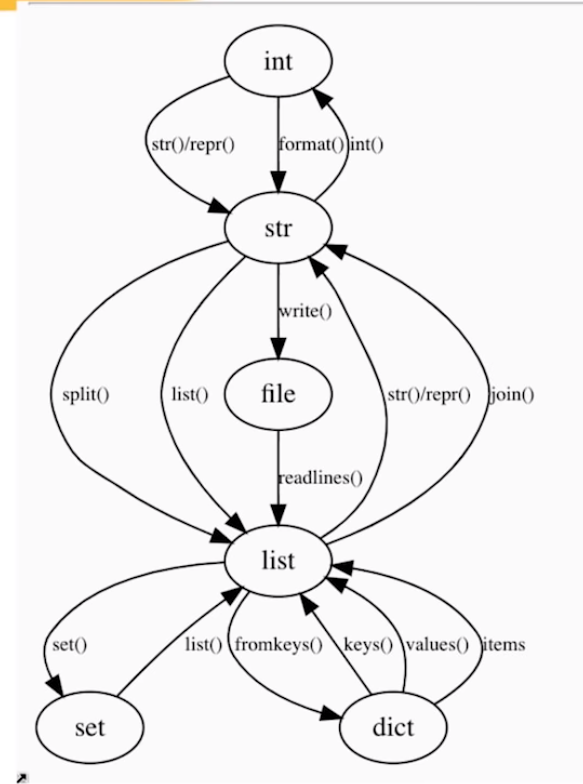 int
str()/repr()
format()
int()
str
write()
split()
list()
file
str()/repr()
join()
readlines()
list
set()
list()
fromkeys()
keys()
values()
items
set
dict